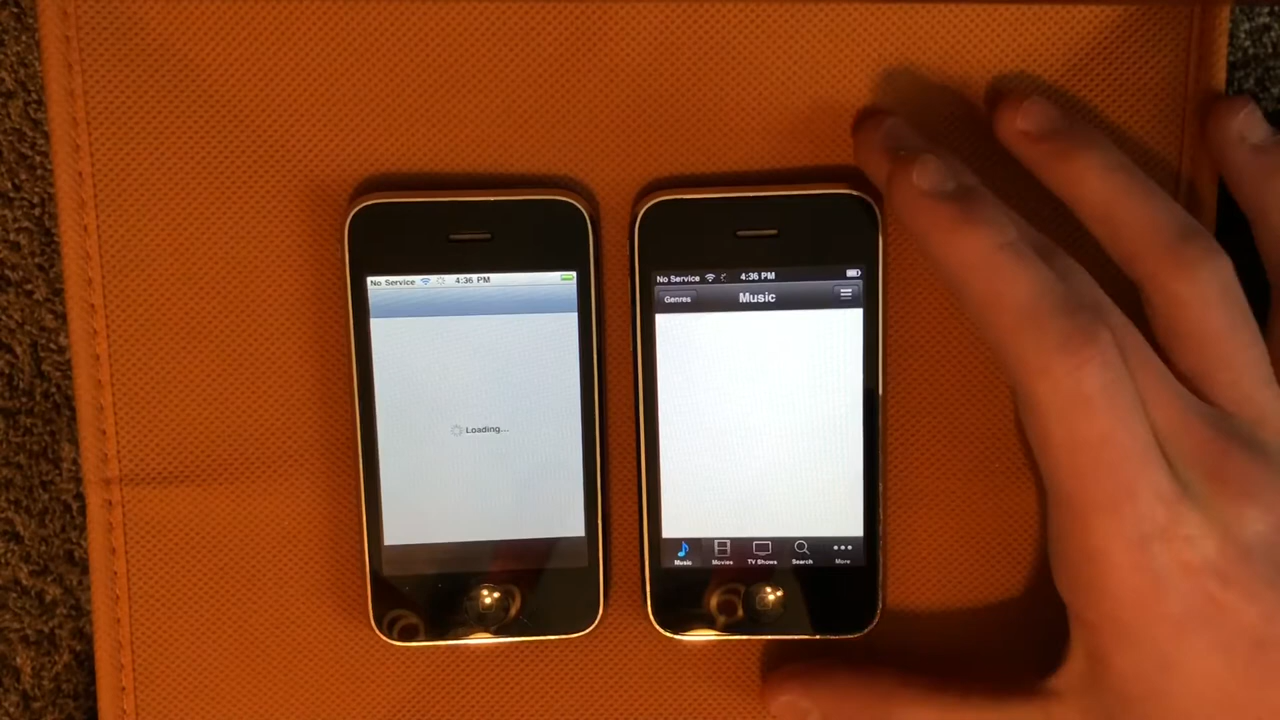 No Service 4:36 PM
Loading...
No Service 4:36 PM
Genres Music
Music Movies TV Shows Search More